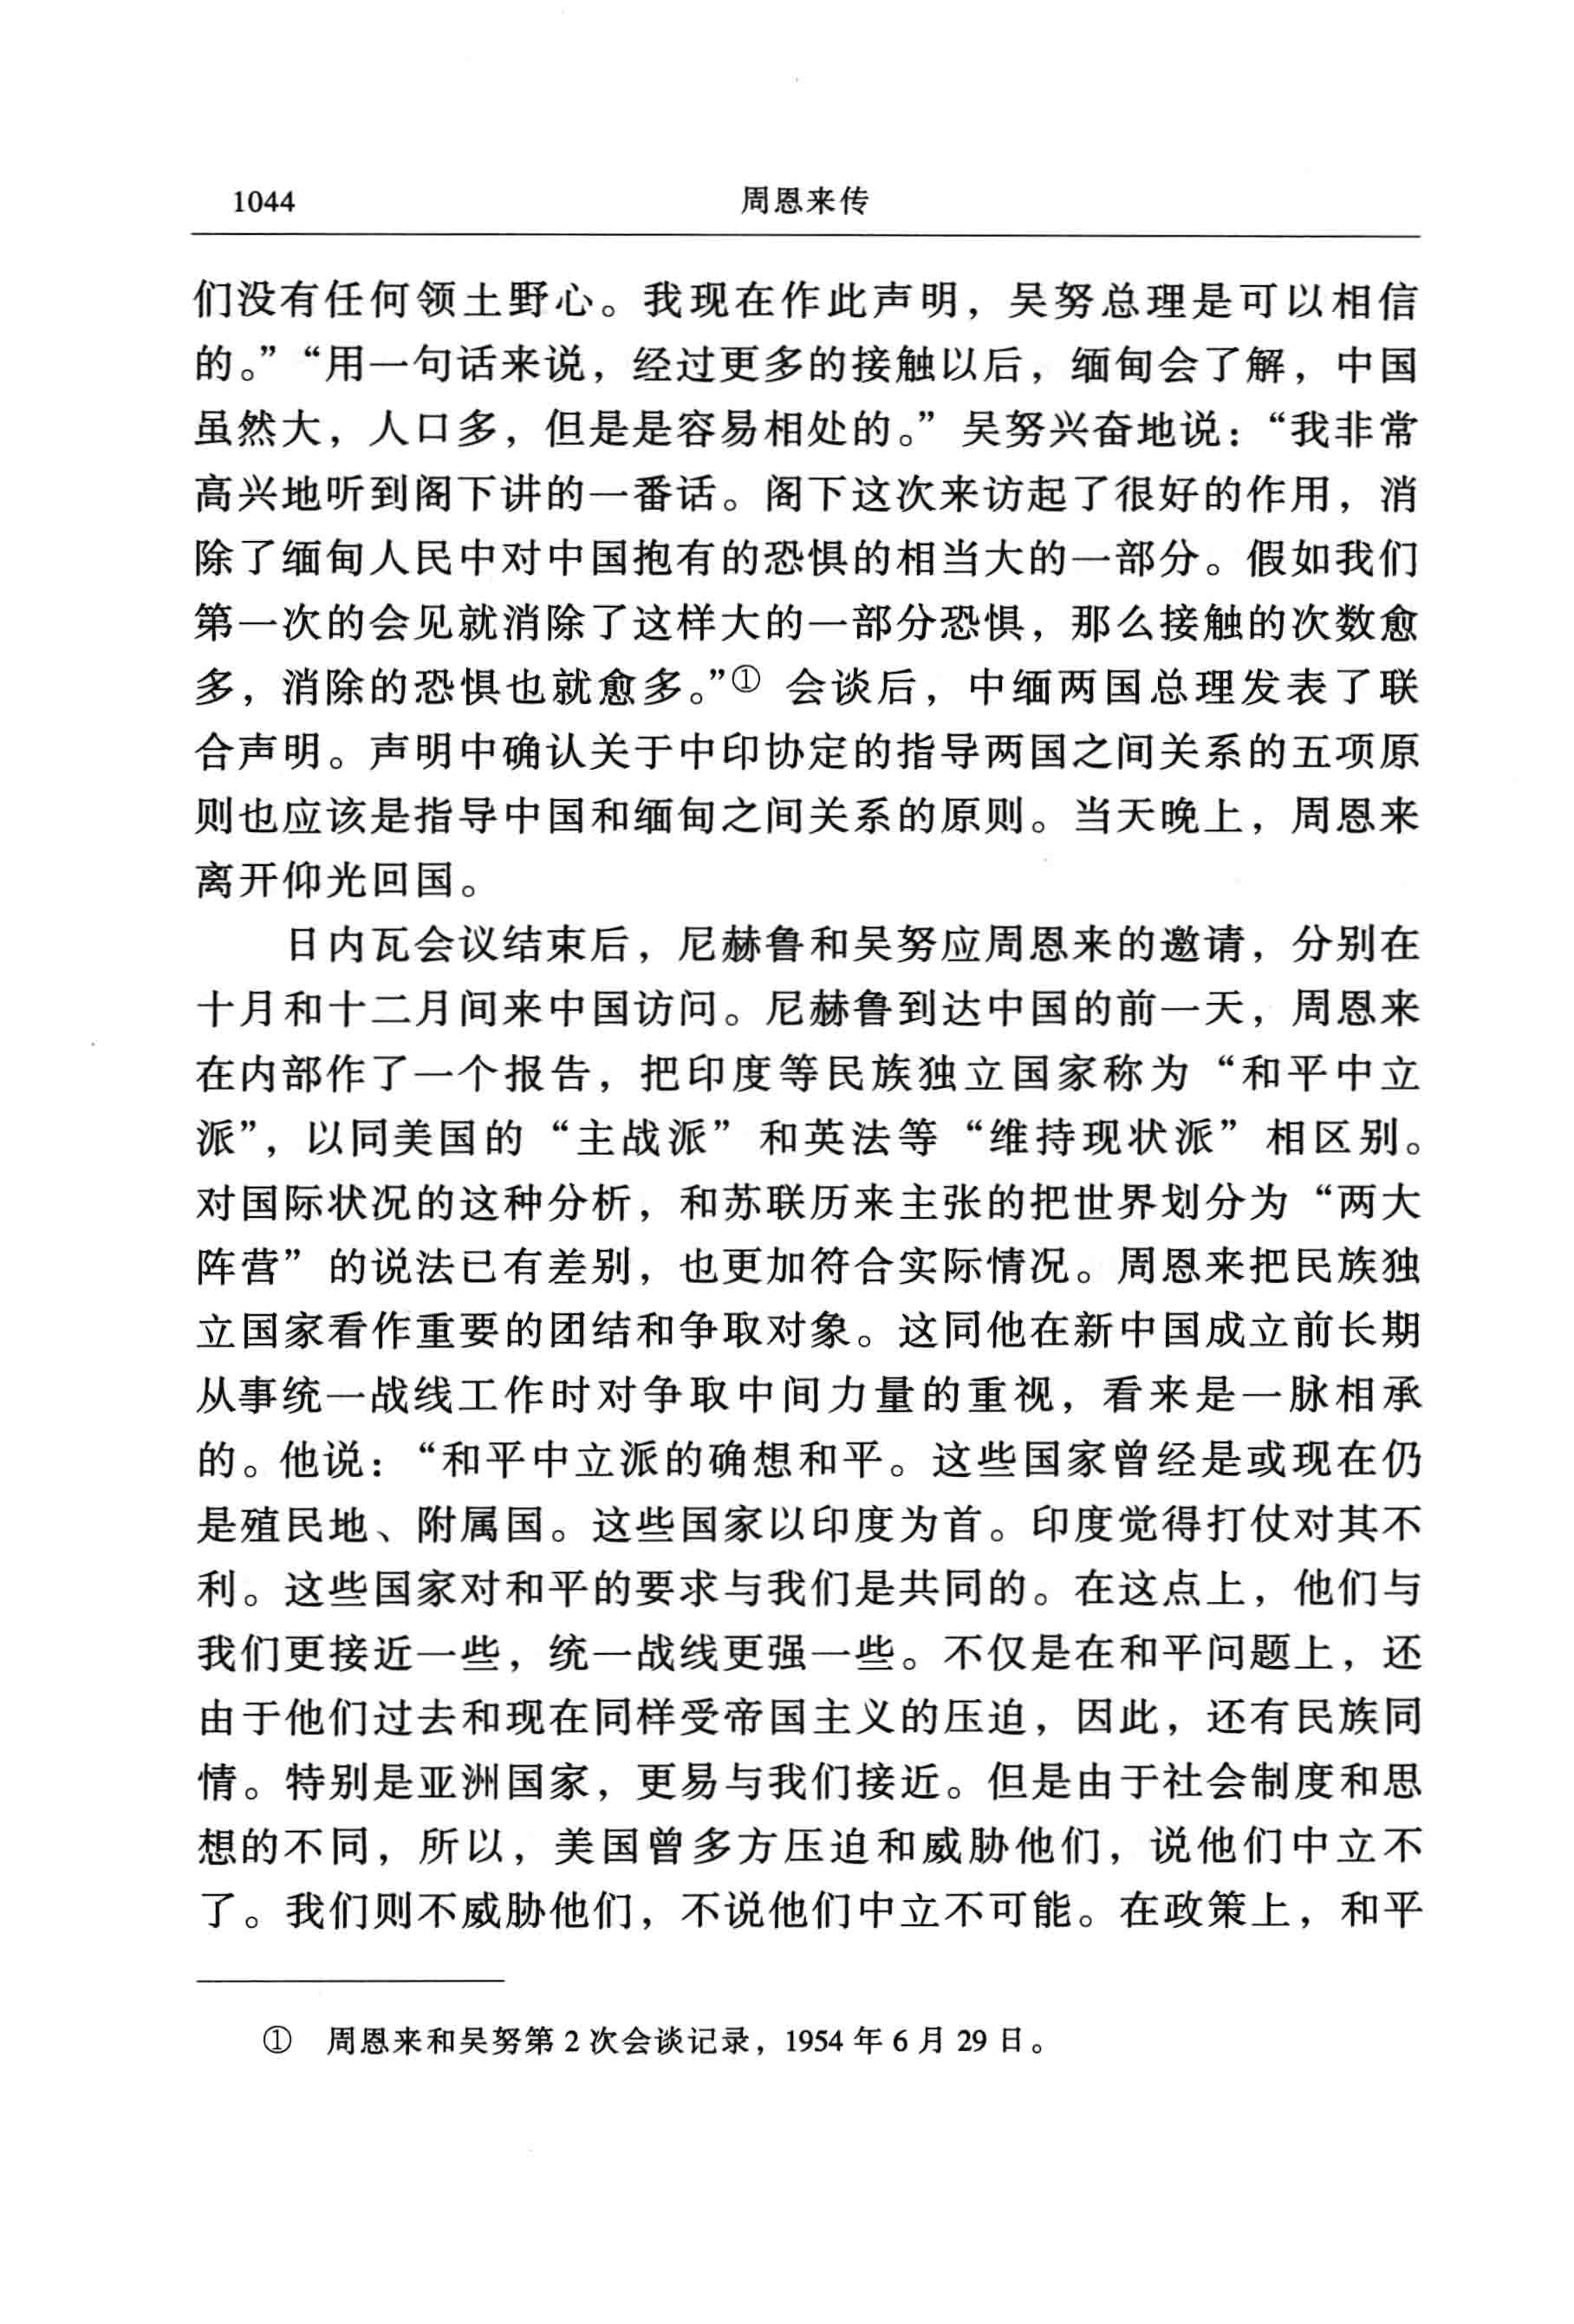 1044 周恩来传
们没有任何领土野心。我现在作此声明，吴努总理是可以相信
的。”“用一句话来说，经过更多的接触以后，缅甸会了解，中国
虽然大，人口多，但是是容易相处的。”吴努兴奋地说：“我非常
高兴地听到阁下讲的一番话。阁下这次来访起了很好的作用，消
除了缅甸人民中对中国抱有的恐惧的相当大的一部分。假如我们
第一次的会见就消除了这样大的一部分恐惧，那么接触的次数愈
多，消除的恐惧也就愈多。”① 会谈后，中缅两国总理发表了联
合声明。声明中确认关于中印协定的指导两国之间关系的五项原
则也应该是指导中国和缅甸之间关系的原则。当天晚上，周恩来
离开仰光回国。
日内瓦会议结束后，尼赫鲁和吴努应周恩来的邀请，分别在
十月和十二月间来中国访问。尼赫鲁到达中国的前一天，周恩来
在内部作了一个报告，把印度等民族独立国家称为“和平中立
派”，以同美国的“主战派”和英法等“维持现状派”相区别。
对国际状况的这种分析，和苏联历来主张的把世界划分为“两大
阵营”的说法已有差别，也更加符合实际情况。周恩来把民族独
立国家看作重要的团结和争取对象。这同他在新中国成立前长期
从事统一战线工作时对争取中间力量的重视，看来是一脉相承
的。他说：“和平中立派的确想和平。这些国家曾经是或现在仍
是殖民地、附属国。这些国家以印度为首。印度觉得打仗对其不
利。这些国家对和平的要求与我们是共同的。在这点上，他们与
我们更接近一些，统一战线更强一些。不仅是在和平问题上，还
由于他们过去和现在同样受帝国主义的压迫，因此，还有民族同
情。特别是亚洲国家，更易与我们接近。但是由于社会制度和思
想的不同，所以，美国曾多方压迫和威胁他们，说他们中立不
了。我们则不威胁他们，不说他们中立不可能。在政策上，和平
① 周恩来和吴努第2次会谈记录，1954年6月29日。